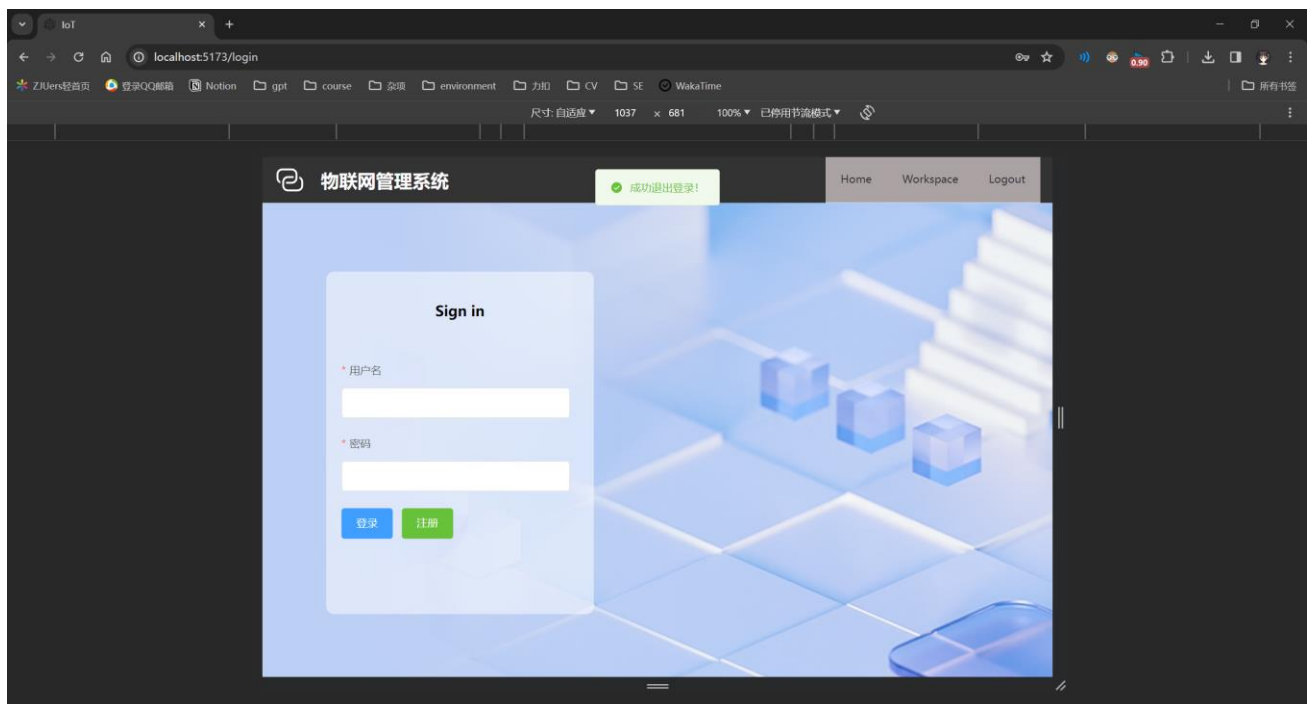 IoT
localhost:5173/login
0.90
ZJUers轻首页 登录QQ邮箱 Notion gpt course 杂项 environment 力扣 CV SE WakaTime 所有书签
尺寸: 自适应 1037 × 681 100% 已停用节流模式
物联网管理系统 成功退出登录! Home Workspace Logout
Sign in
* 用户名
* 密码
登录 注册